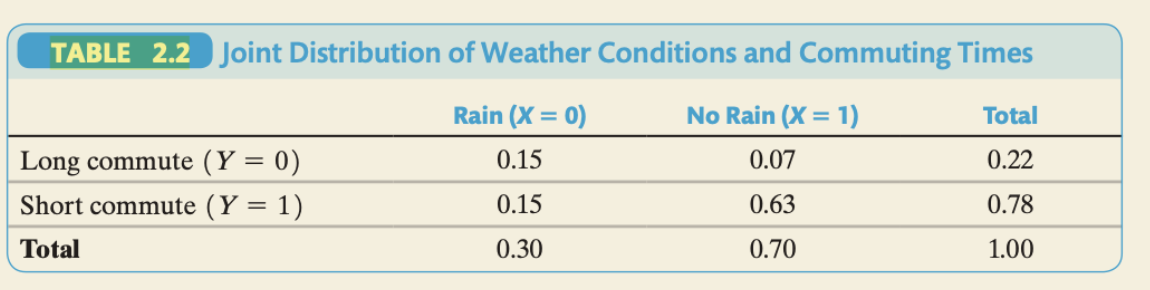 TABLE 2.2 Joint Distribution of Weather Conditions and Commuting Times
Rain (X = 0) No Rain (X = 1) Total
Long commute (Y = 0) 0.15 0.07 0.22
Short commute (Y = 1) 0.15 0.63 0.78
Total 0.30 0.70 1.00